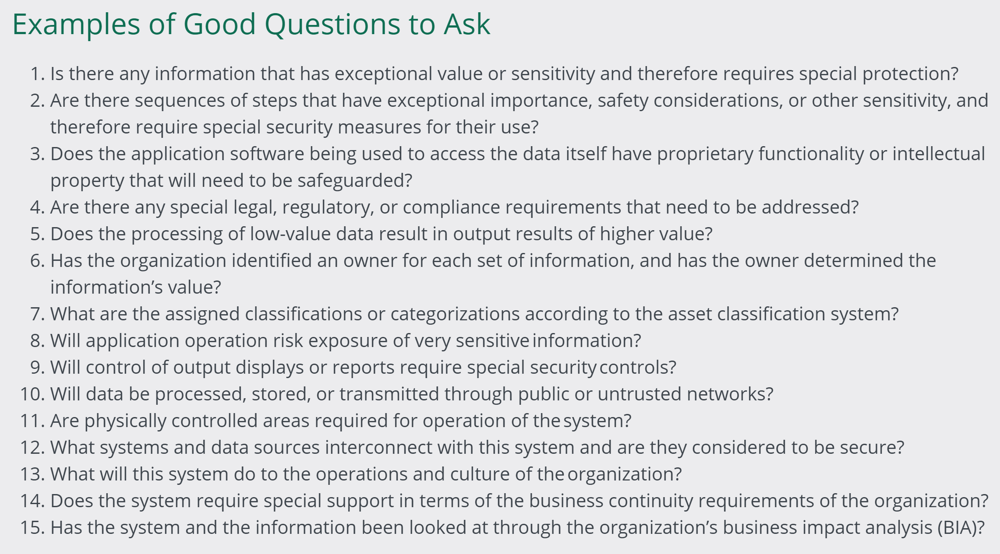 Examples of Good Questions to Ask
1. Is there any information that has exceptional value or sensitivity and therefore requires special protection?
2. Are there sequences of steps that have exceptional importance, safety considerations, or other sensitivity, and
therefore require special security measures for their use?
3. Does the application software being used to access the data itself have proprietary functionality or intellectual
property that will need to be safeguarded?
4. Are there any special legal, regulatory, or compliance requirements that need to be addressed?
5. Does the processing of low-value data result in output results of higher value?
6. Has the organization identified an owner for each set of information, and has the owner determined the
information’s value?
7. What are the assigned classifications or categorizations according to the asset classification system?
8. Will application operation risk exposure of very sensitive information?
9. Will control of output displays or reports require special security controls?
10. Will data be processed, stored, or transmitted through public or untrusted networks?
11. Are physically controlled areas required for operation of the system?
12. What systems and data sources interconnect with this system and are they considered to be secure?
13. What will this system do to the operations and culture of the organization?
14. Does the system require special support in terms of the business continuity requirements of the organization?
15. Has the system and the information been looked at through the organization’s business impact analysis (BIA)?